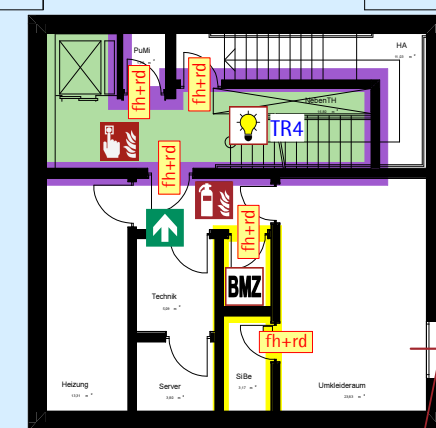 PuMi
HA
fh+rd
fh+rd
NebenTH
TR4
fh+rd
fh+rd
BMZ
Technik
fh+rd
SiBe
Heizung
Server
Umkleideraum